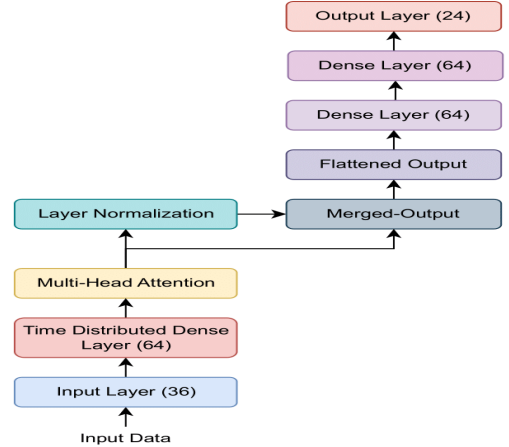 Output Layer (24)
Dense Layer (64)
Dense Layer (64)
Flattened Output
Layer Normalization
Merged-Output
Multi-Head Attention
Time Distributed Dense
Layer (64)
Input Layer (36)
Input Data